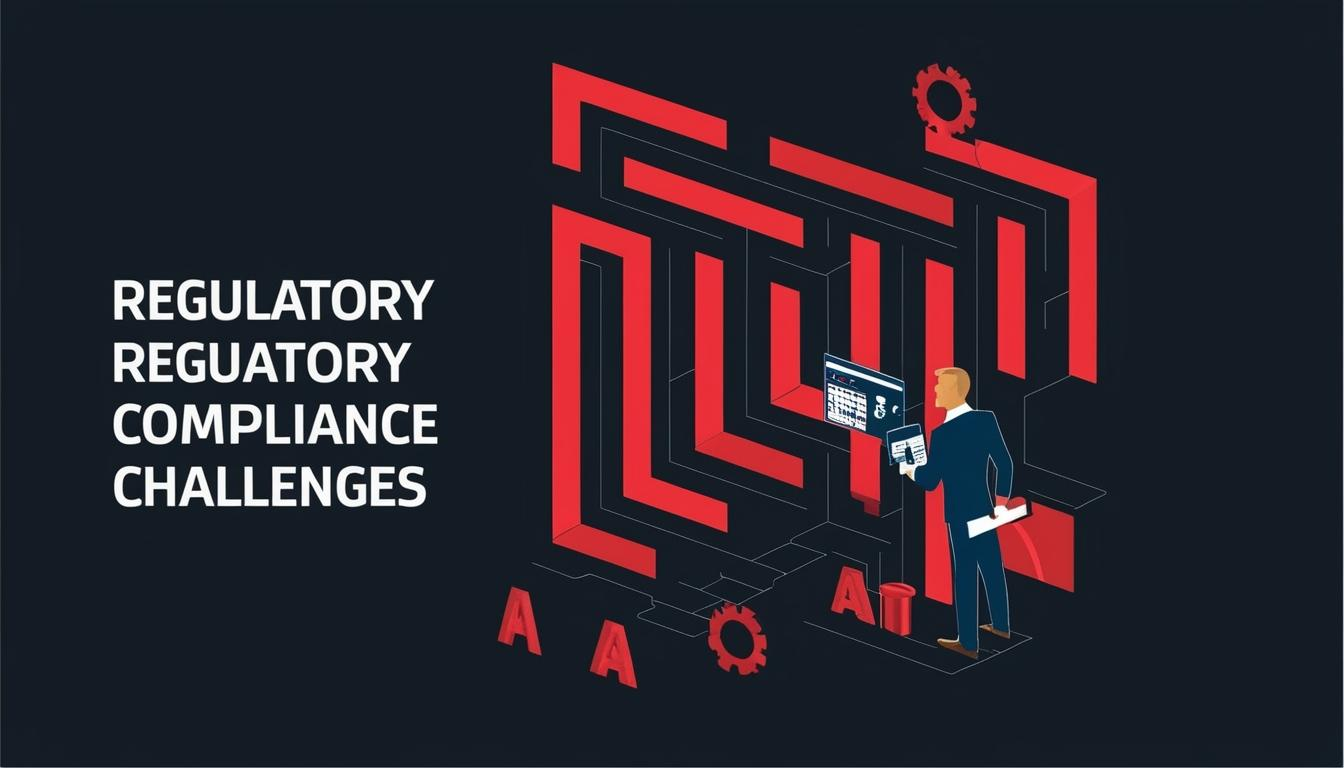 REGULATORY
REGUATORY
COMPLIANCE
CHALLENGES
A
A
A